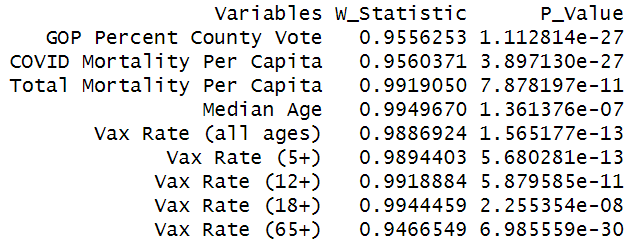 Variables W_Statistic P_Value
GOP Percent County Vote 0.9556253 1.112814e-27
COVID Mortality Per Capita 0.9560371 3.897130e-27
Total Mortality Per Capita 0.9919050 7.878197e-11
Median Age 0.9949670 1.361376e-07
Vax Rate (all ages) 0.9886924 1.565177e-13
Vax Rate (5+) 0.9894403 5.680281e-13
Vax Rate (12+) 0.9918884 5.879585e-11
Vax Rate (18+) 0.9944459 2.255354e-08
Vax Rate (65+) 0.9466549 6.985559e-30